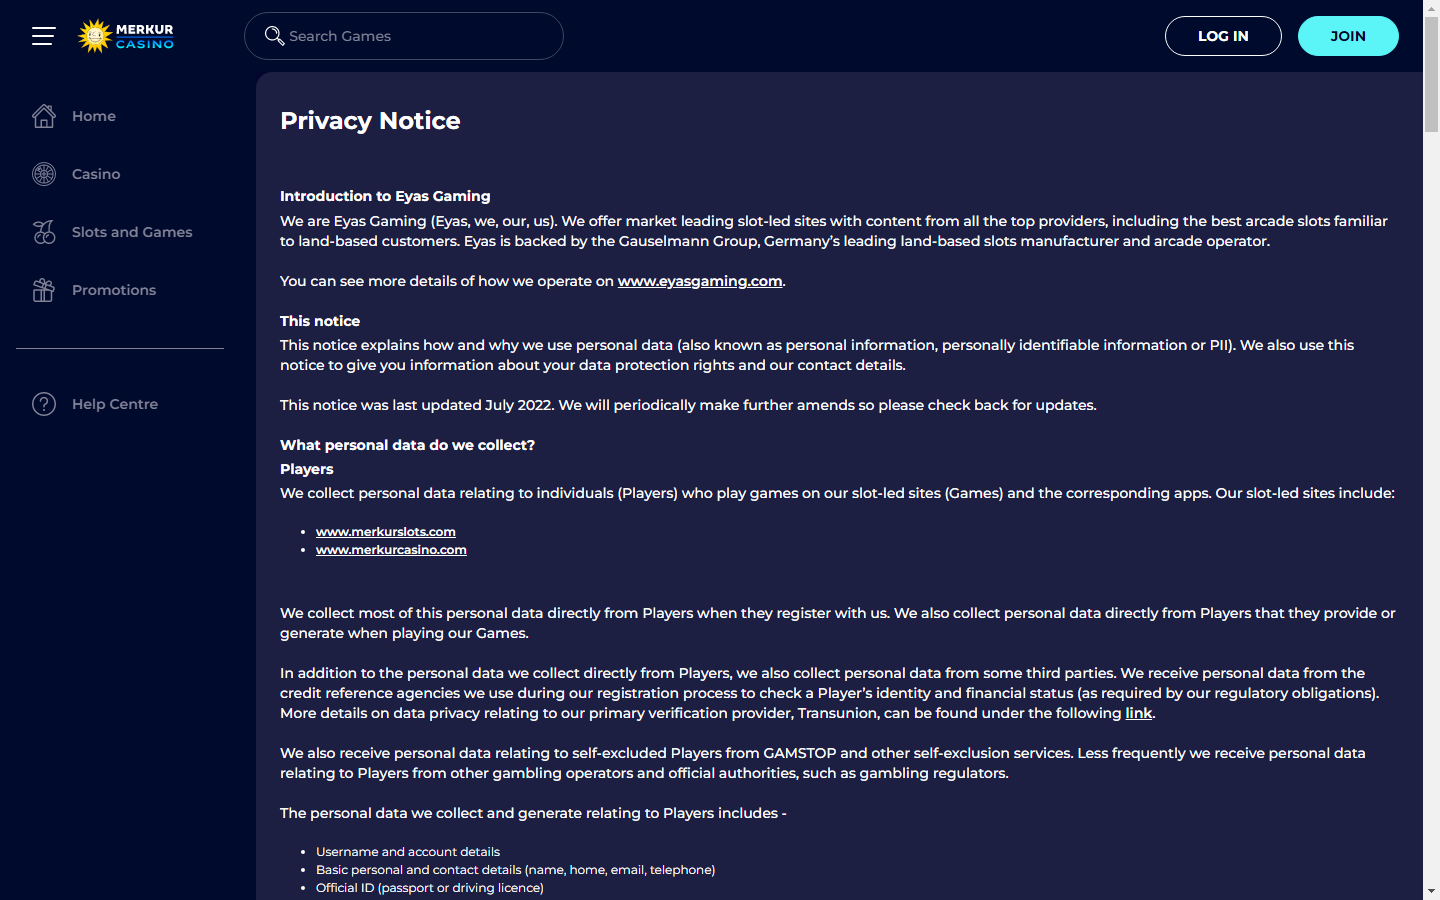 MERKUR
CASINO
Search Games
LOG IN
JOIN
Home
Casino
Slots and Games
Promotions
Help Centre
Privacy Notice
Introduction to Eyas Gaming
We are Eyas Gaming (Eyas, we, our, us). We offer market leading slot-led sites with content from all the top providers, including the best arcade slots familiar
to land-based customers. Eyas is backed by the Gauselmann Group, Germany’s leading land-based slots manufacturer and arcade operator.
You can see more details of how we operate on www.eyasgaming.com.
This notice
This notice explains how and why we use personal data (also known as personal information, personally identifiable information or PII). We also use this
notice to give you information about your data protection rights and our contact details.
This notice was last updated July 2022. We will periodically make further amends so please check back for updates.
What personal data do we collect?
Players
We collect personal data relating to individuals (Players) who play games on our slot-led sites (Games) and the corresponding apps. Our slot-led sites include:
• www.merkurslots.com
• www.merkurcasino.com
We collect most of this personal data directly from Players when they register with us. We also collect personal data directly from Players that they provide or
generate when playing our Games.
In addition to the personal data we collect directly from Players, we also collect personal data from some third parties. We receive personal data from the
credit reference agencies we use during our registration process to check a Player’s identity and financial status (as required by our regulatory obligations).
More details on data privacy relating to our primary verification provider, Transunion, can be found under the following link.
We also receive personal data relating to self-excluded Players from GAMSTOP and other self-exclusion services. Less frequently we receive personal data
relating to Players from other gambling operators and official authorities, such as gambling regulators.
The personal data we collect and generate relating to Players includes -
• Username and account details
• Basic personal and contact details (name, home, email, telephone)
• Official ID (passport or driving licence)